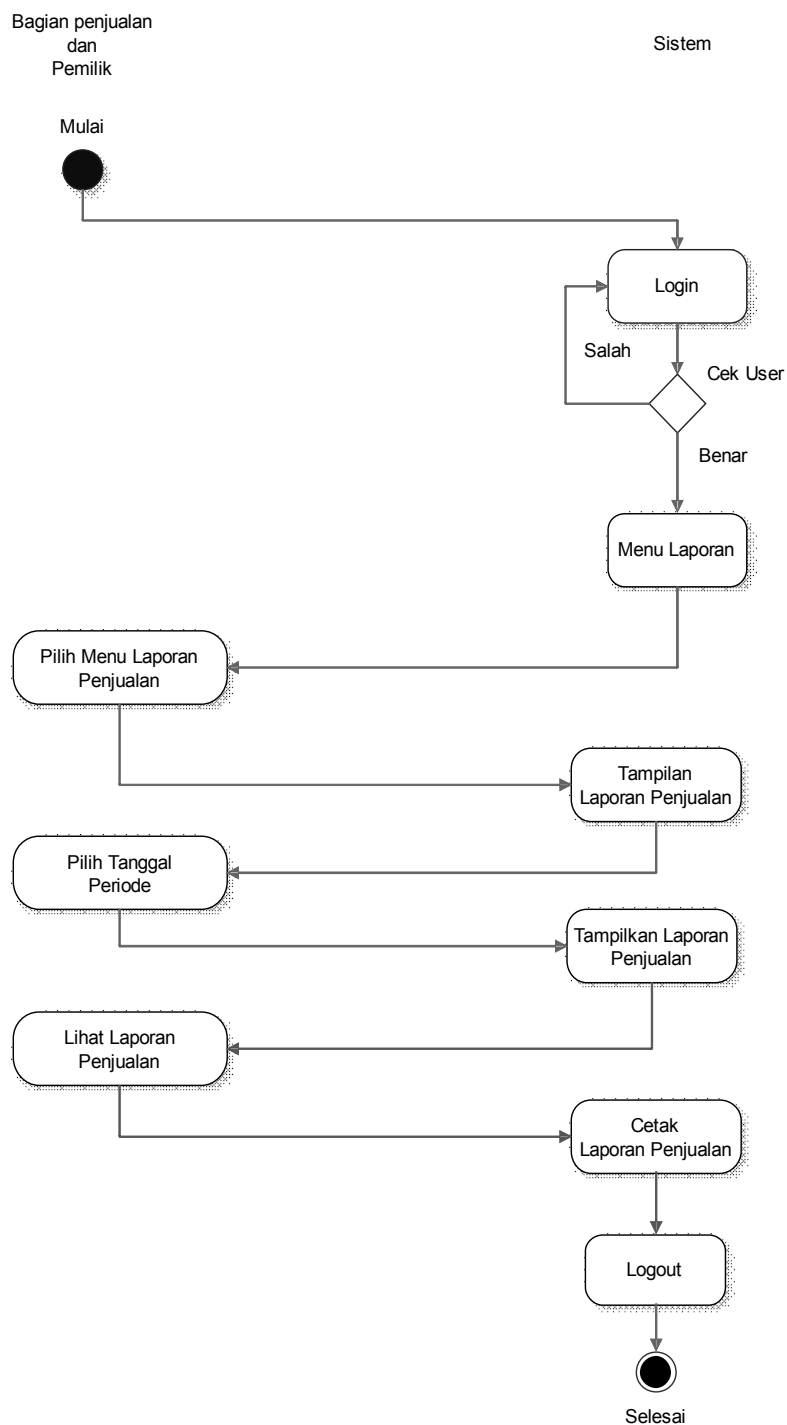 Bagian penjualan
dan
Pemilik
Sistem
Mulai
Login
Salah
Cek User
Benar
Menu Laporan
Pilih Menu Laporan
Penjualan
Tampilan
Laporan Penjualan
Pilih Tanggal
Periode
Tampilkan Laporan
Penjualan
Lihat Laporan
Penjualan
Cetak
Laporan Penjualan
Logout
Selesai